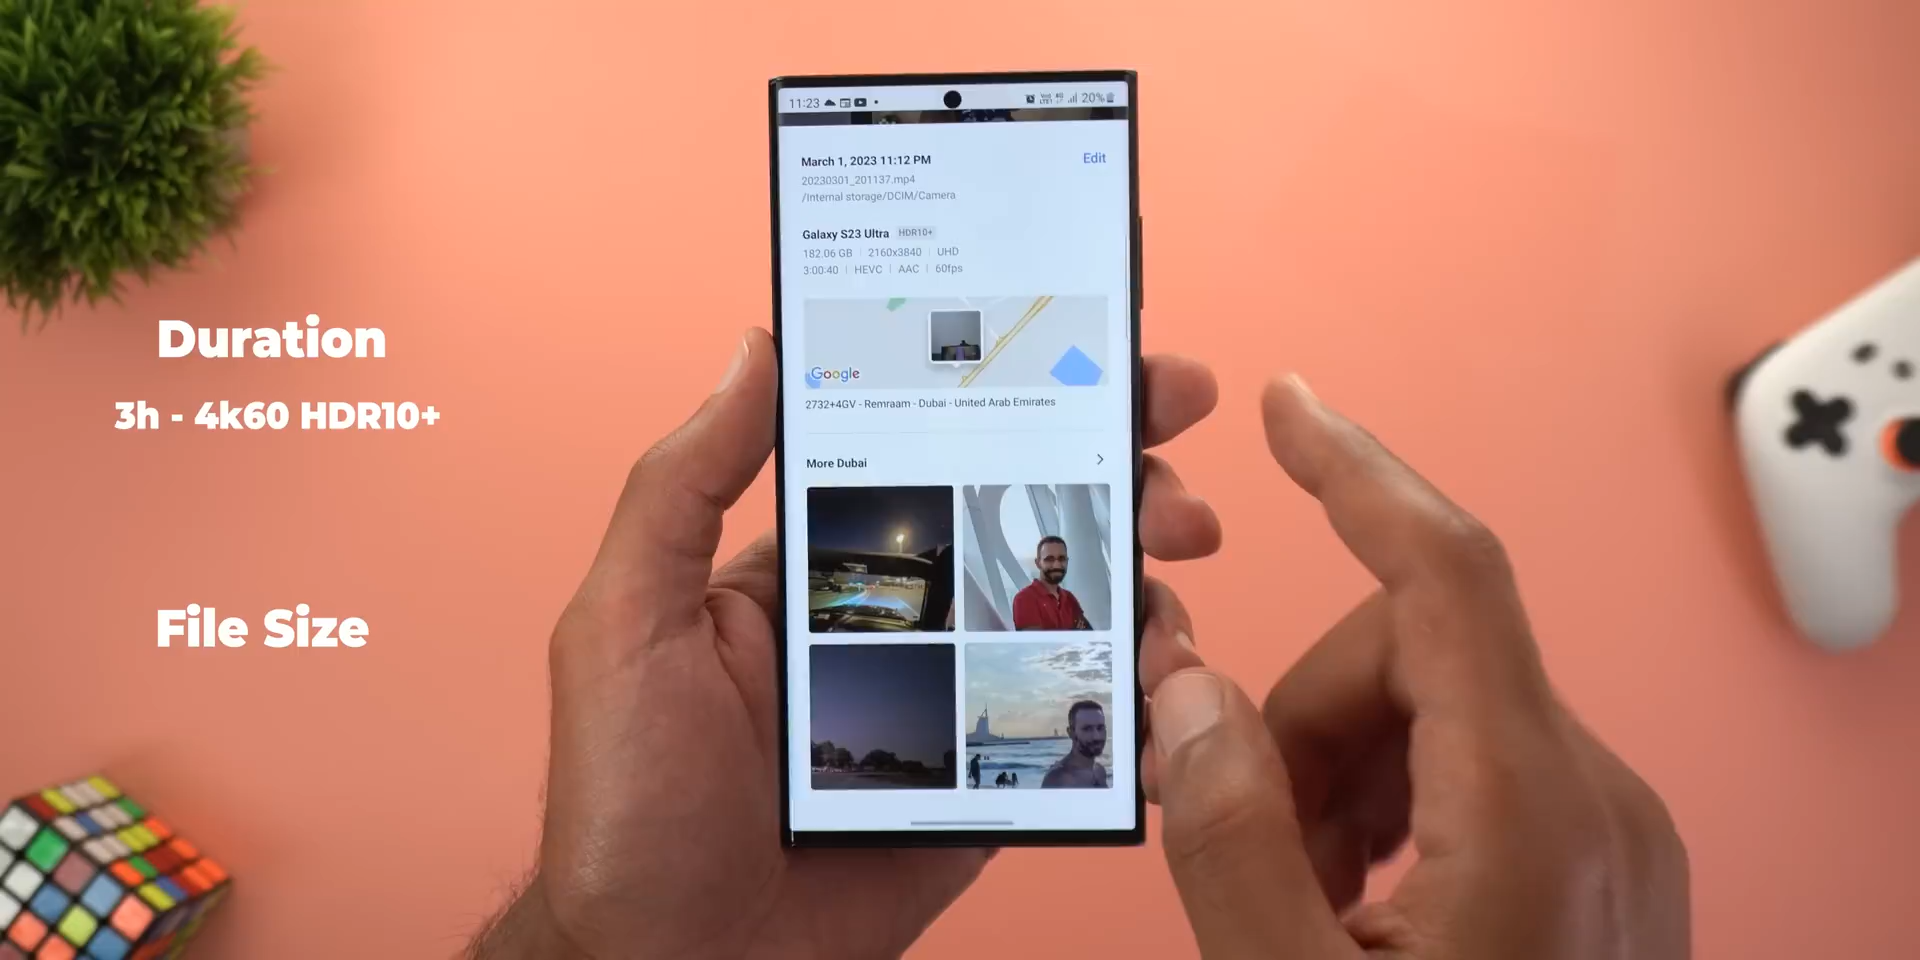 11:23
20%
March 1, 2023 11:12 PM
Edit
20230301_201137.mp4
/Internal storage/DCIM/Camera
Galaxy S23 Ultra HDR10+
182.06 GB | 2160x3840 | UHD
3:00:40 | HEVC | AAC | 60fps
Google
2732+4GV - Remraam - Dubai - United Arab Emirates
More Dubai
Duration
3h - 4k60 HDR10+
File Size